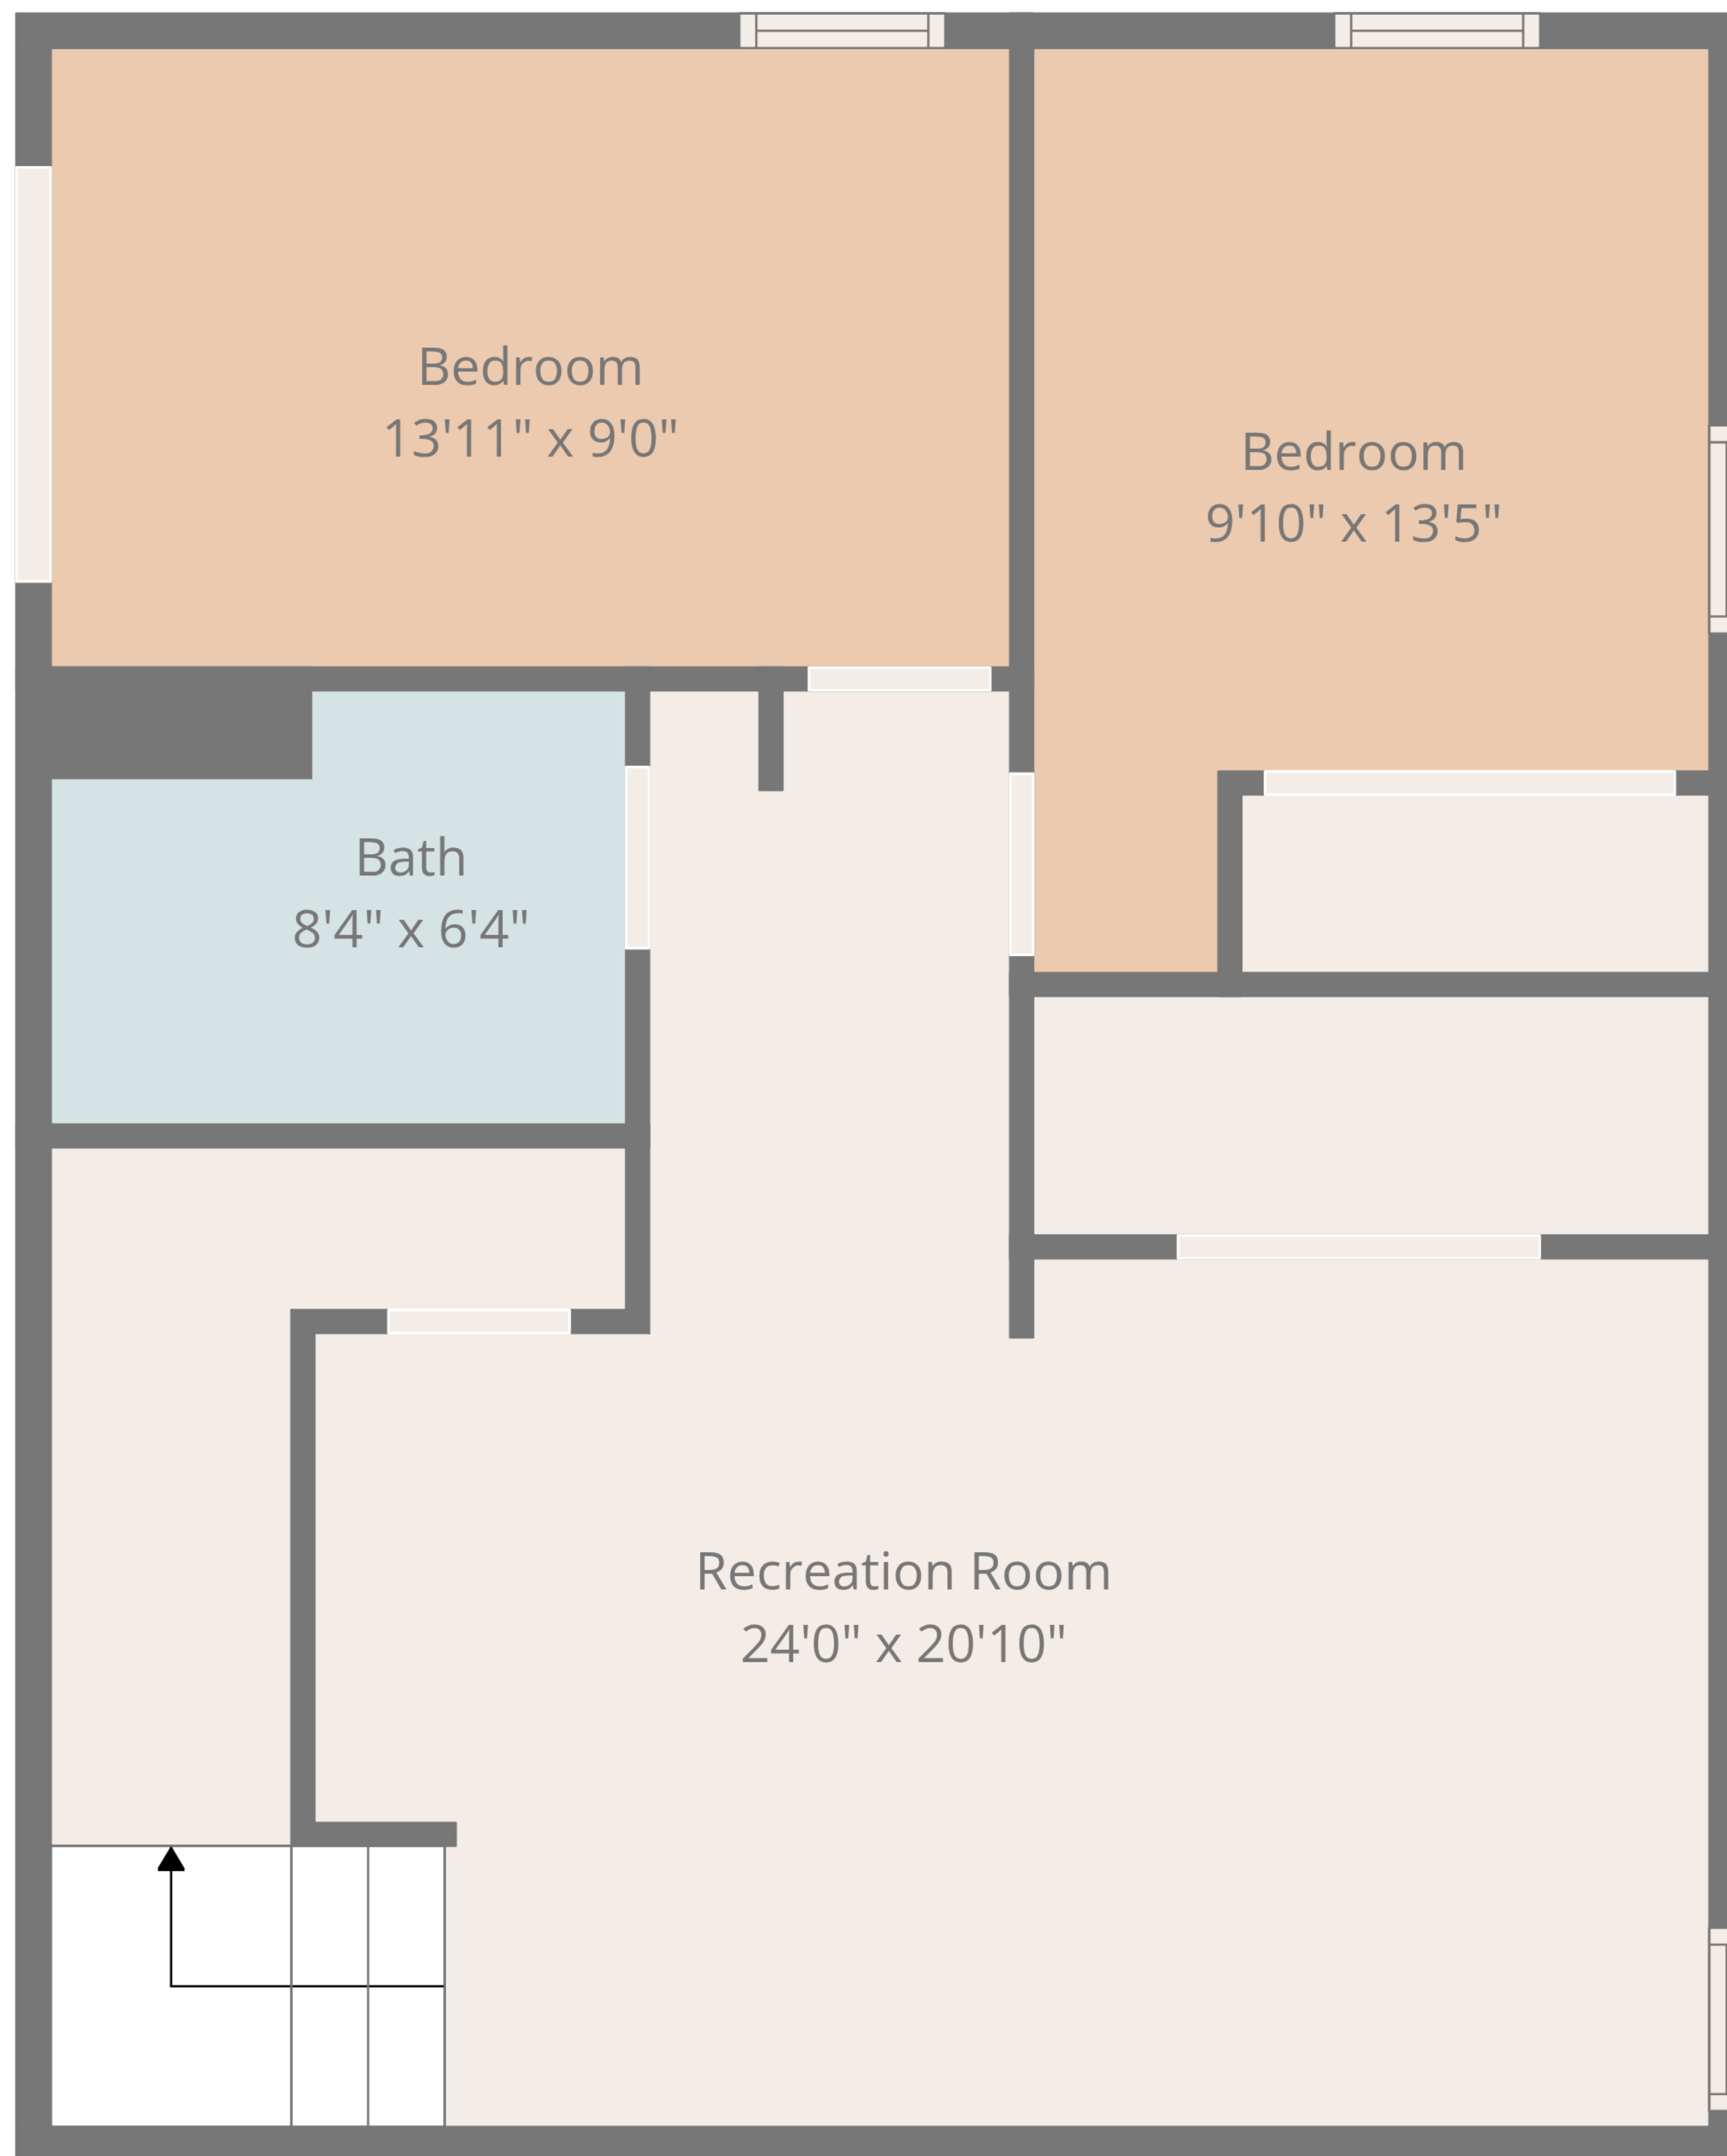 Bedroom
13'11" x 9'0"
Bedroom
9'10" x 13'5"
Bath
8'4" x 6'4"
Recreation Room
24'0" x 20'10"